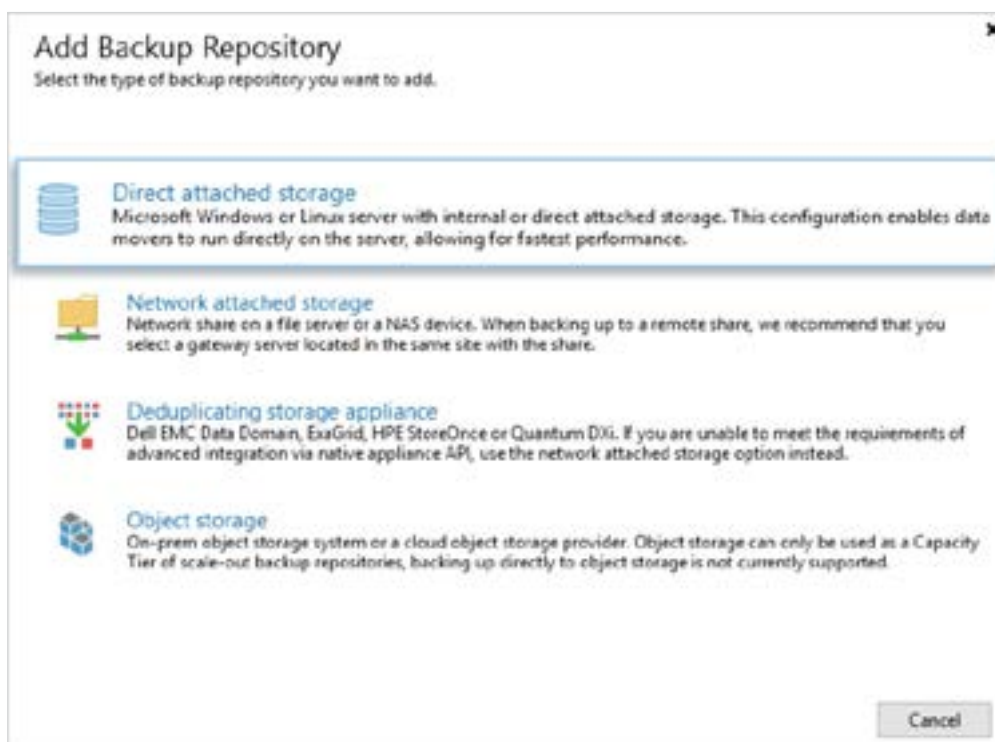 Add Backup Repository
Select the type of backup repository you want to add.
Direct attached storage
Microsoft Windows or Linux server with internal or direct attached storage. This configuration enables data
movers to run directly on the server, allowing for fastest performance.
Network attached storage
Network share on a file server or a NAS device. When backing up to a remote share, we recommend that you
select a gateway server located in the same site with the share.
Deduplicating storage appliance
Dell EMC Data Domain, ExaGrid, HPE StoreOnce or Quantum DXi. If you are unable to meet the requirements of
advanced integration via native appliance API, use the network attached storage option instead.
Object storage
On-prem object storage system or a cloud object storage provider. Object storage can only be used as a Capacity
Tier of scale-out backup repositories, backing up directly to object storage is not currently supported.
Cancel